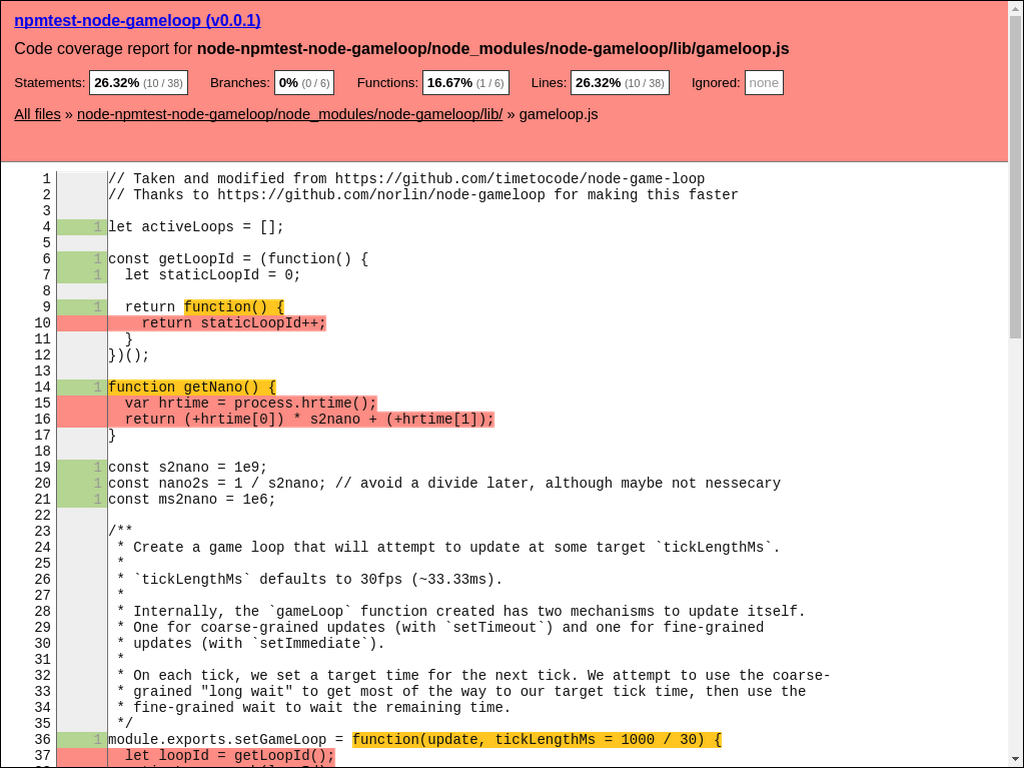 npmtest-node-gameloop (v0.0.1)
Code coverage report for node-npmtest-node-gameloop/node_modules/node-gameloop/lib/gameloop.js
Statements: 26.32% (10 / 38) Branches: 0% (0 / 6) Functions: 16.67% (1 / 6) Lines: 26.32% (10 / 38) Ignored: none
All files » node-npmtest-node-gameloop/node_modules/node-gameloop/lib/ » gameloop.js
1 // Taken and modified from https://github.com/timetocode/node-game-loop
2 // Thanks to https://github.com/norlin/node-gameloop for making this faster
3
4 1 let activeLoops = [];
5
6 1 const getLoopId = (function() {
7 1   let staticLoopId = 0;
8
9 1   return function() {
10     return staticLoopId++;
11   }
12 })();
13
14 1 function getNano() {
15   var hrtime = process.hrtime();
16   return (+hrtime[0]) * s2nano + (+hrtime[1]);
17 }
18
19 1 const s2nano = 1e9;
20 1 const nano2s = 1 / s2nano; // avoid a divide later, although maybe not nessecary
21 1 const ms2nano = 1e6;
22
23 /**
24  * Create a game loop that will attempt to update at some target `tickLengthMs`.
25  *
26  * `tickLengthMs` defaults to 30fps (~33.33ms).
27  *
28  * Internally, the `gameLoop` function created has two mechanisms to update itself.
29  * One for coarse-grained updates (with `setTimeout`) and one for fine-grained
30  * updates (with `setImmediate`).
31  *
32  * On each tick, we set a target time for the next tick. We attempt to use the coarse-
33  * grained "long wait" to get most of the way to our target tick time, then use the
34  * fine-grained wait to wait the remaining time.
35  */
36 1 module.exports.setGameLoop = function(update, tickLengthMs = 1000 / 30) {
37   let loopId = getLoopId();